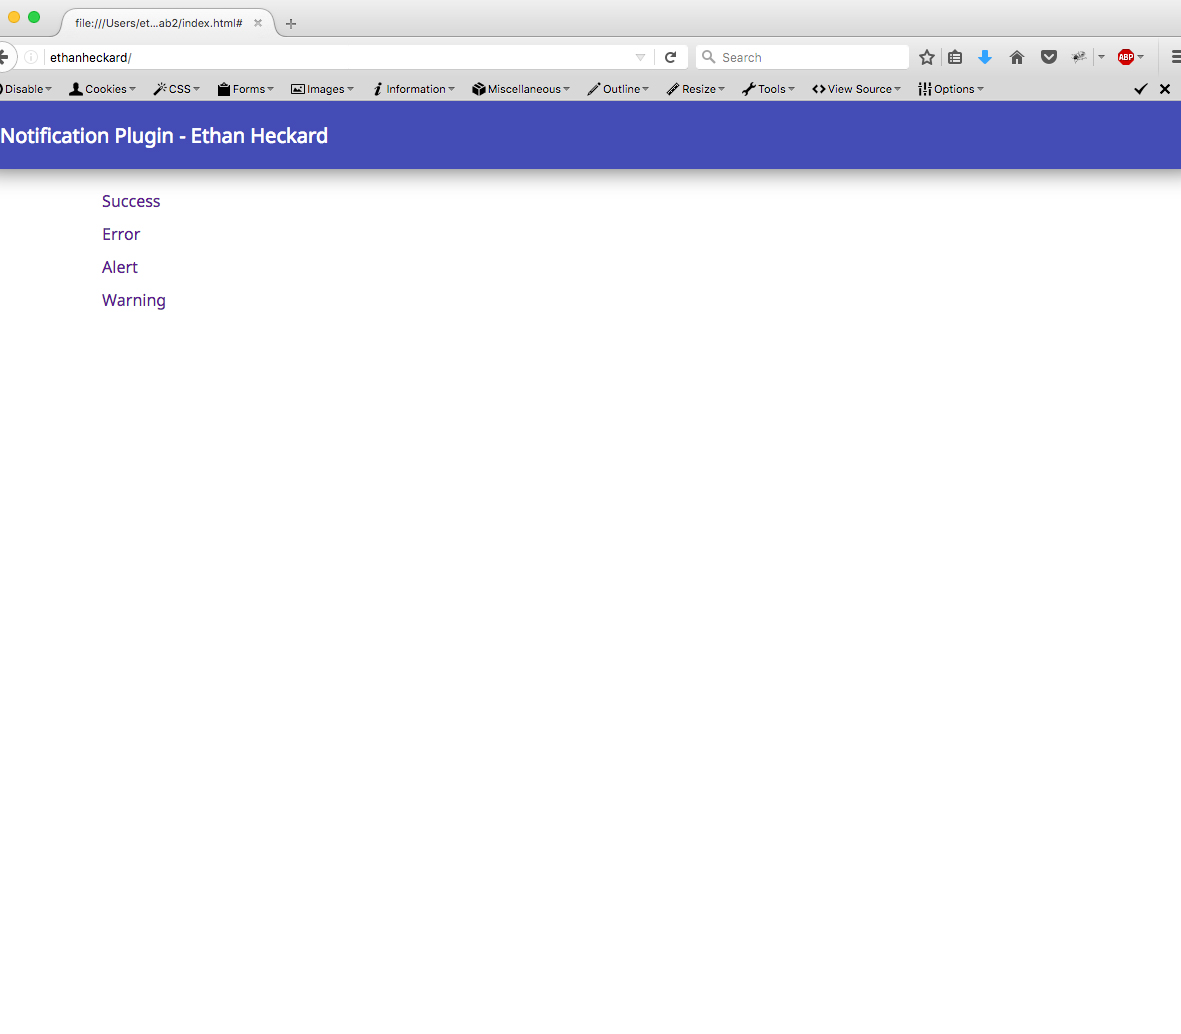 file:///Users/et...ab2/index.html#
ethanheckard/
Search
ABP
Disable Cookies CSS Forms Images Information Miscellaneous Outline Resize Tools View Source Options
Notification Plugin - Ethan Heckard
Success
Error
Alert
Warning